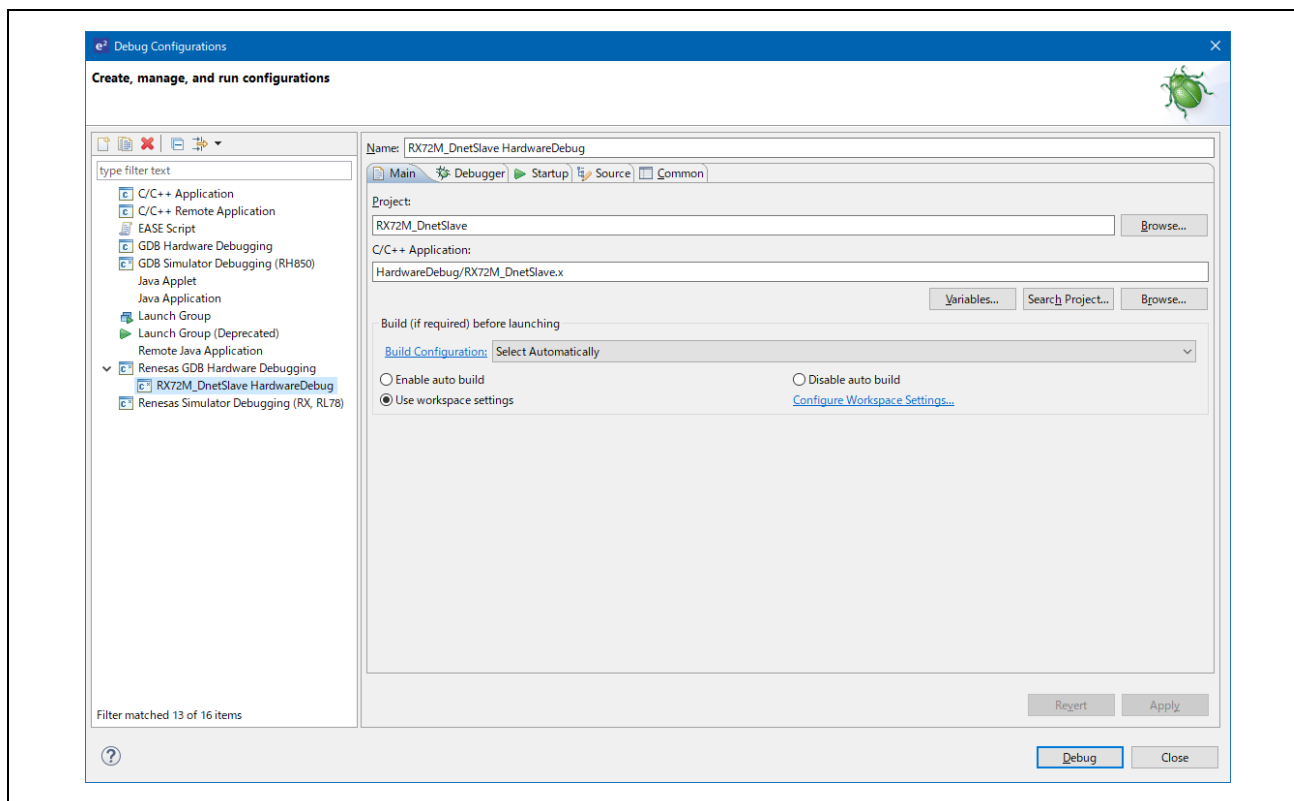 e² Debug Configurations
Create, manage, and run configurations
type filter text
C/C++ Application
C/C++ Remote Application
EASE Script
GDB Hardware Debugging
GDB Simulator Debugging (RH850)
Java Applet
Java Application
Launch Group
Launch Group (Deprecated)
Remote Java Application
Renesas GDB Hardware Debugging
RX72M_DnetSlave HardwareDebug
Renesas Simulator Debugging (RX, RL78)
Filter matched 13 of 16 items
Name: RX72M_DnetSlave HardwareDebug
Main Debugger Startup Source Common
Project:
RX72M_DnetSlave Browse...
C/C++ Application:
HardwareDebug/RX72M_DnetSlave.x
Variables... Search Project... Browse...
Build (if required) before launching
Build Configuration: Select Automatically
Enable auto build Disable auto build
Use workspace settings Configure Workspace Settings...
Revert Apply
? Debug Close